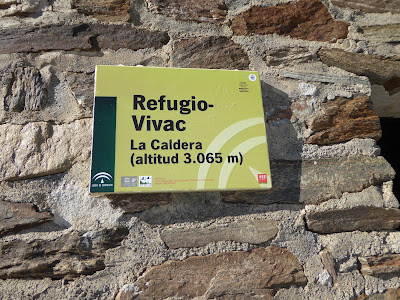 Refugio-
Vivac
La Caldera
(altitud 3.065 m)